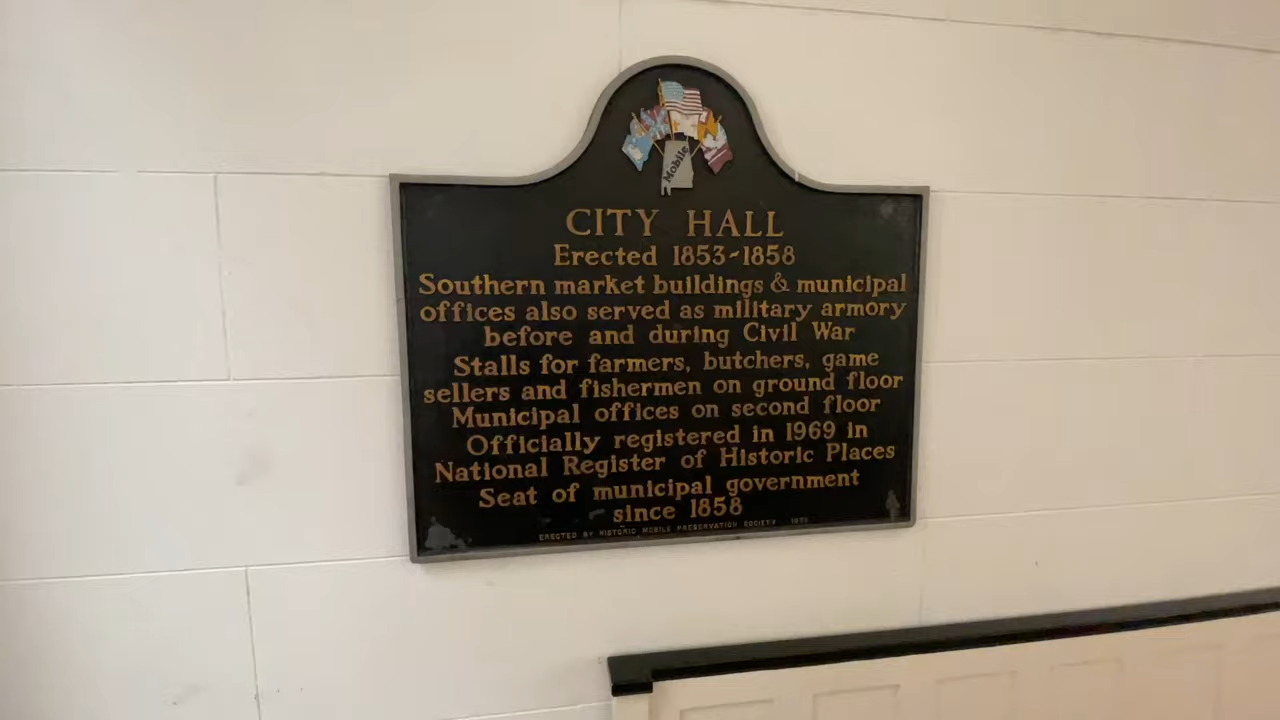 Mobile
CITY HALL
Erected 1853-1858
Southern market buildings & municipal
offices also served as military armory
before and during Civil War
Stalls for farmers, butchers, game
sellers and fishermen on ground floor
Municipal offices on second floor
Officially registered in 1969 in
National Register of Historic Places
Seat of municipal government
since 1858
ERECTED BY HISTORIC MOBILE PRESERVATION SOCIETY